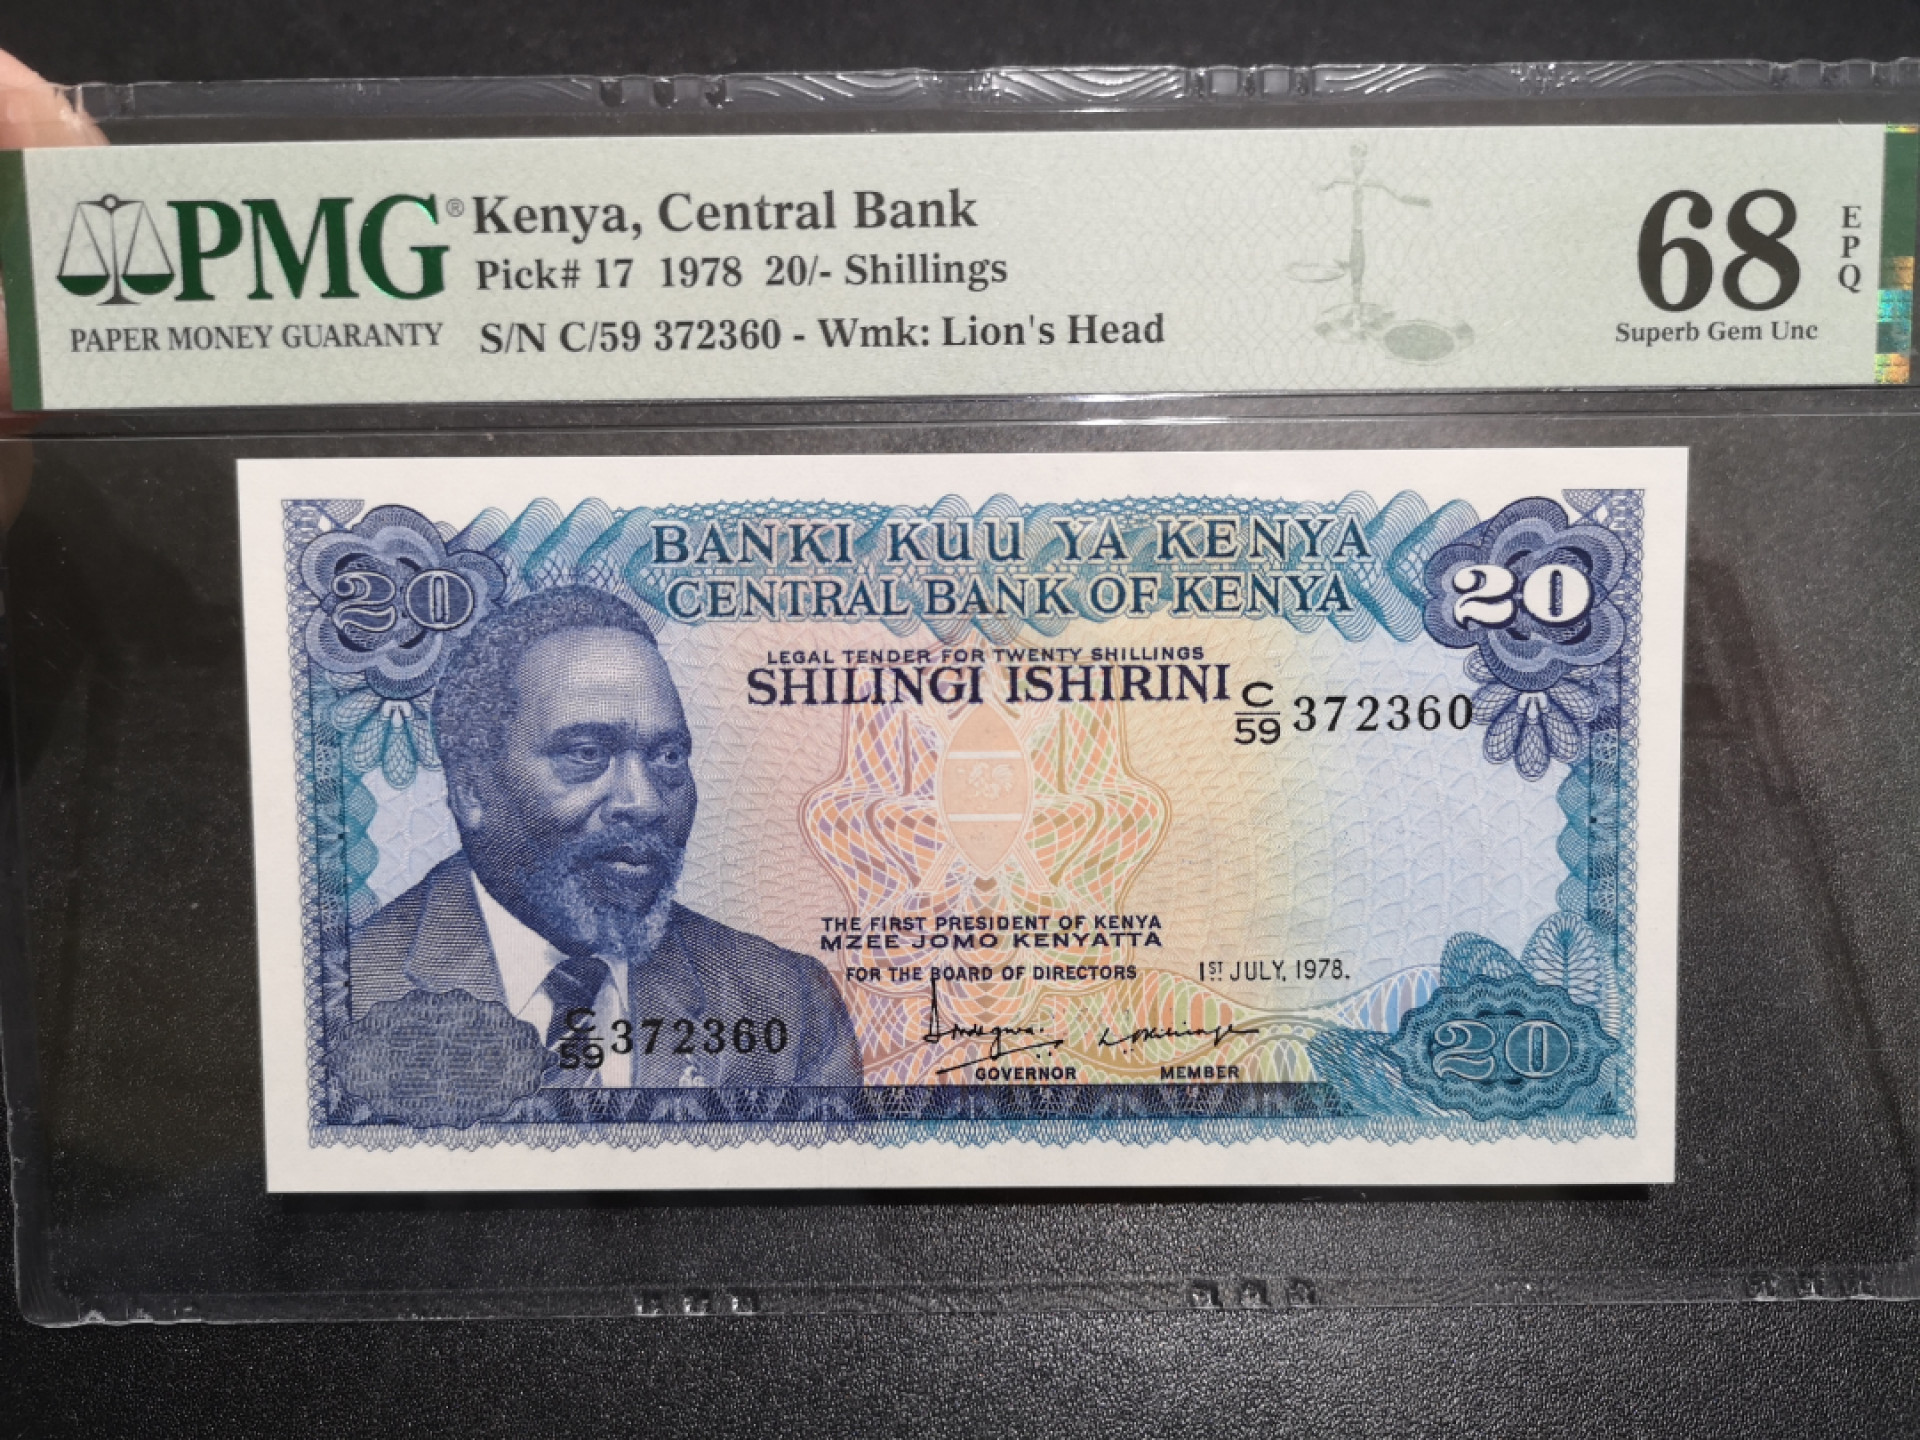 PMG®
PAPER MONEY GUARANTY
Kenya, Central Bank
Pick# 17 1978 20/- Shillings
S/N C/59 372360 - Wmk: Lion's Head
68
EPQ
Superb Gem Unc
20
BANKI KUU YA KENYA
CENTRAL BANK OF KENYA
20
LEGAL TENDER FOR TWENTY SHILLINGS
SHILINGI ISHIRINI
C/59 372360
THE FIRST PRESIDENT OF KENYA
MZEE JOMO KENYATTA
FOR THE BOARD OF DIRECTORS
1ST JULY, 1978.
C/59 372360
GOVERNOR
MEMBER
20